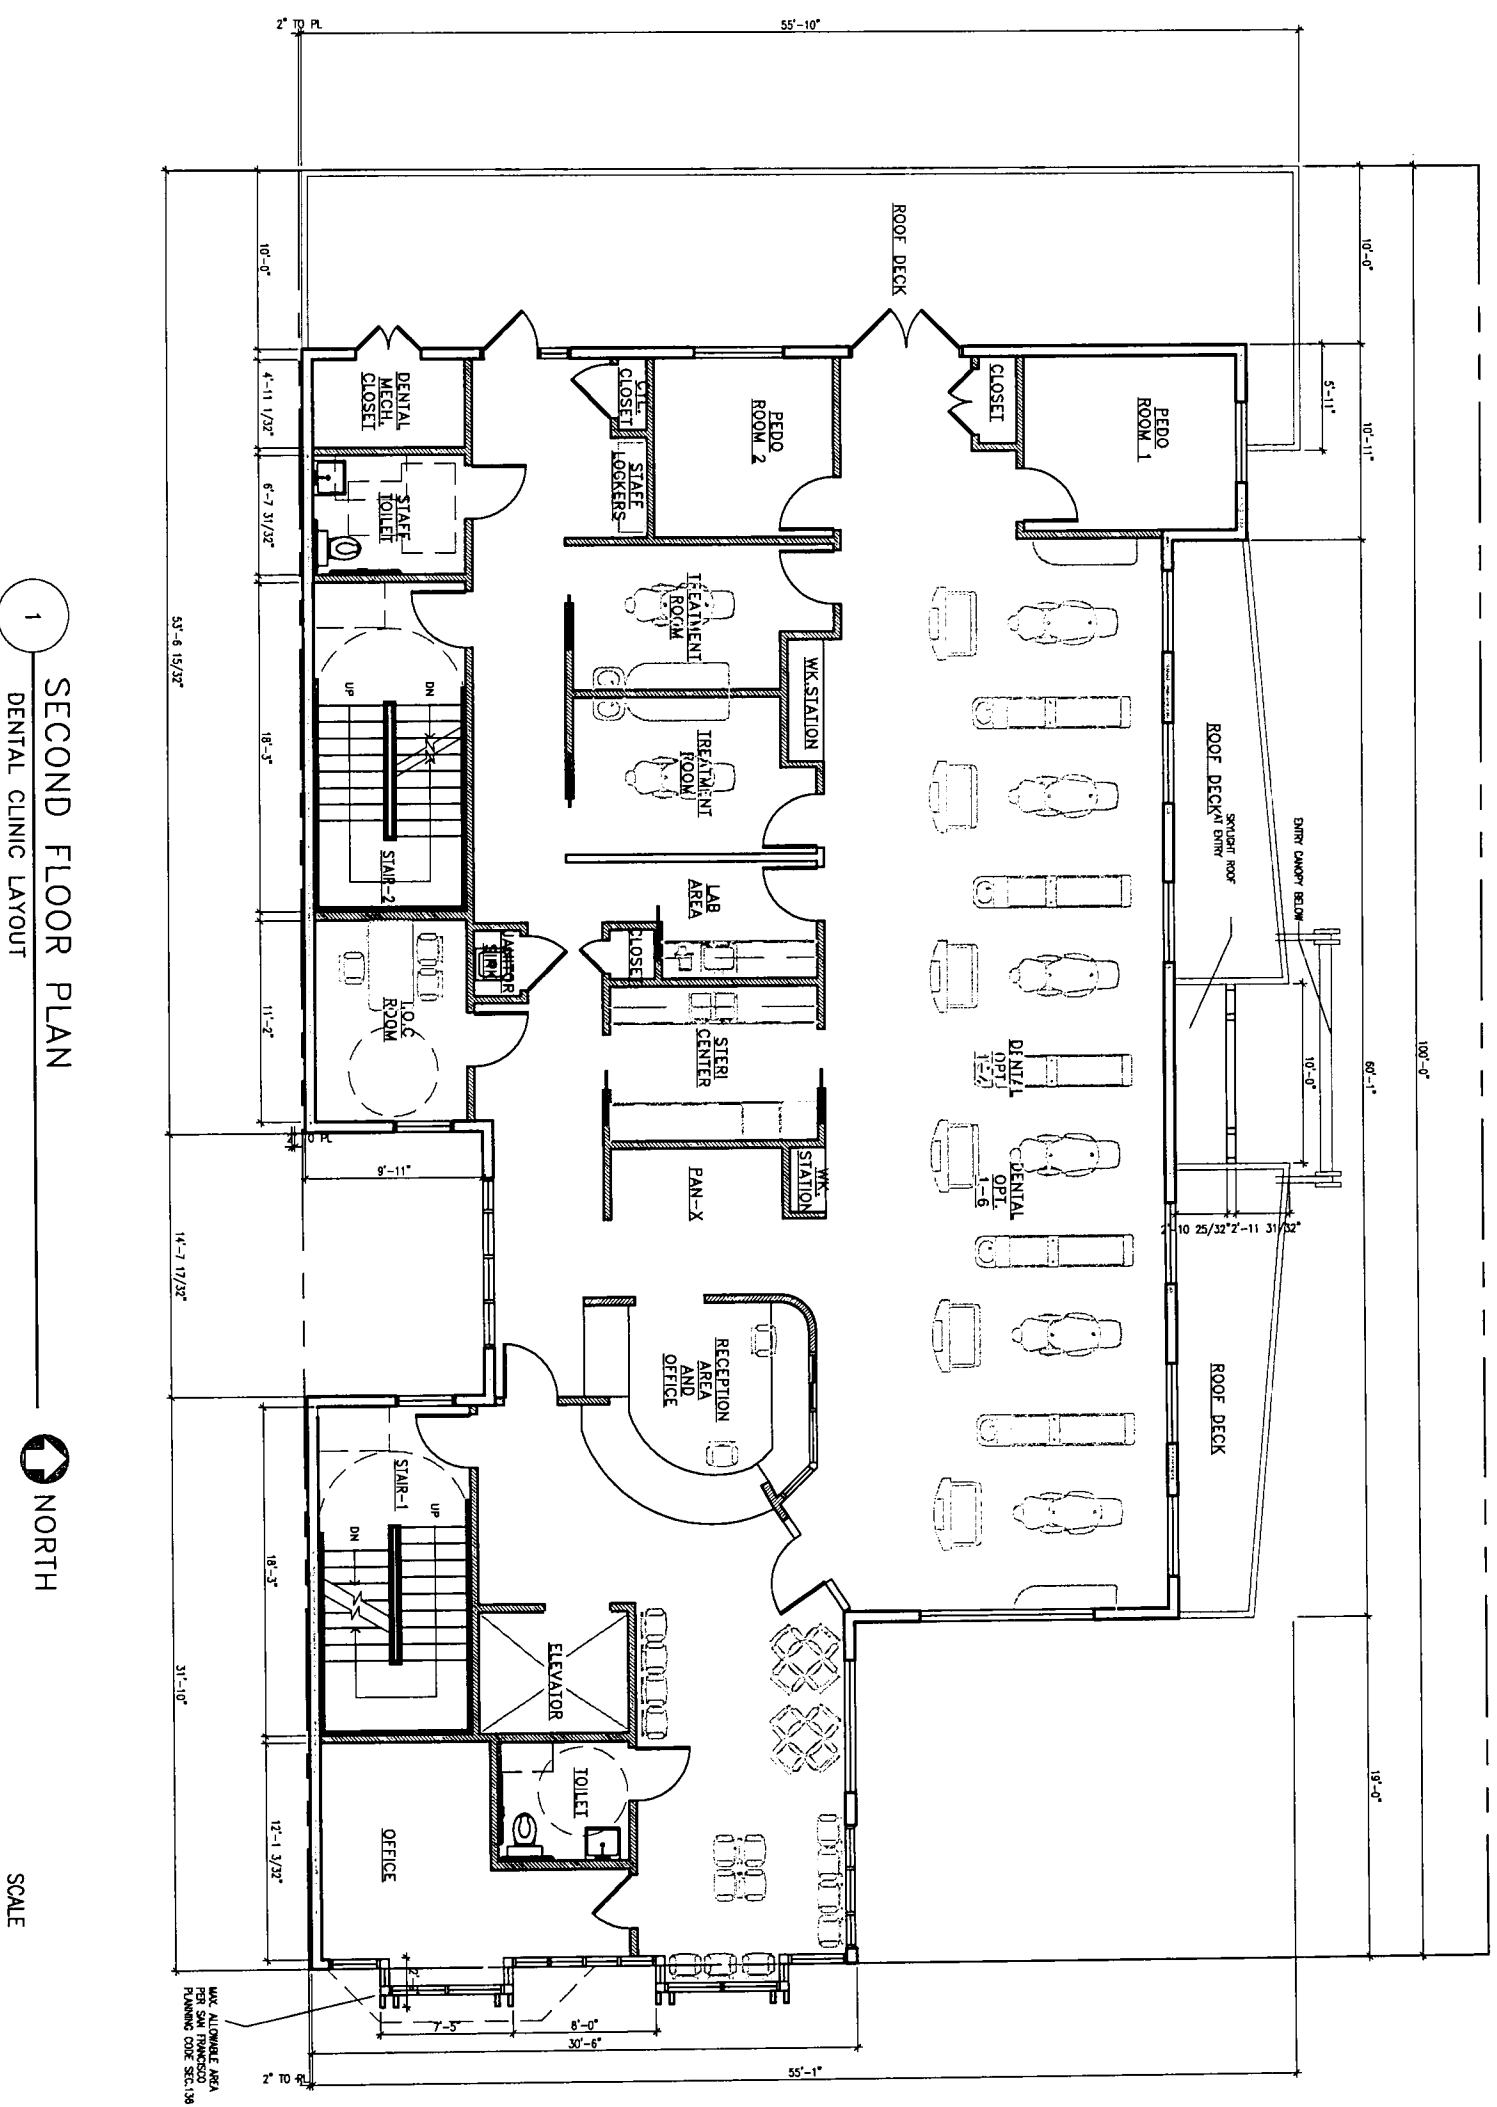 2" TO PL
55'-10"
100'-0"
10'-0"
10'-11"
60'-1"
19'-0"
5'-11"
ENTRY CANOPY BELOW
SKYLIGHT ROOF
AT ENTRY
10'-0"
2'-10 25/32"
2'-11 31/32"
ROOF DECK
ROOF DECK
ROOF DECK
PEDO
ROOM 1
CLOSET
PEDO
ROOM 2
CTL.
CLOSET
STAFF
LOCKERS
DENTAL
MECH.
CLOSET
STAFF
TOILET
TREATMENT
ROOM
TREATMENT
ROOM
WK.STATION
LAB
AREA
CLOSET
JANITOR
SINK
STERI
CENTER
WK.
STATION
PAN-X
DENTAL
OPT.
DENTAL
OPT.
1-6
UP
DN
STAIR-2
I.O.C
ROOM
RECEPTION
AREA
AND
OFFICE
STAIR-1
UP
DN
ELEVATOR
TOILET
OFFICE
10'-0"
4'-11 1/32"
6'-7 31/32"
18'-3"
11'-2"
9'-11"
18'-3"
12'-1 3/32"
53'-6 15/32"
14'-7 17/32"
31'-10"
7'-5"
8'-0"
30'-6"
55'-1"
MAX. ALLOWABLE AREA
PER SAN FRANCISCO
PLANNING CODE SEC.136
1
SECOND FLOOR PLAN
DENTAL CLINIC LAYOUT
NORTH
SCALE